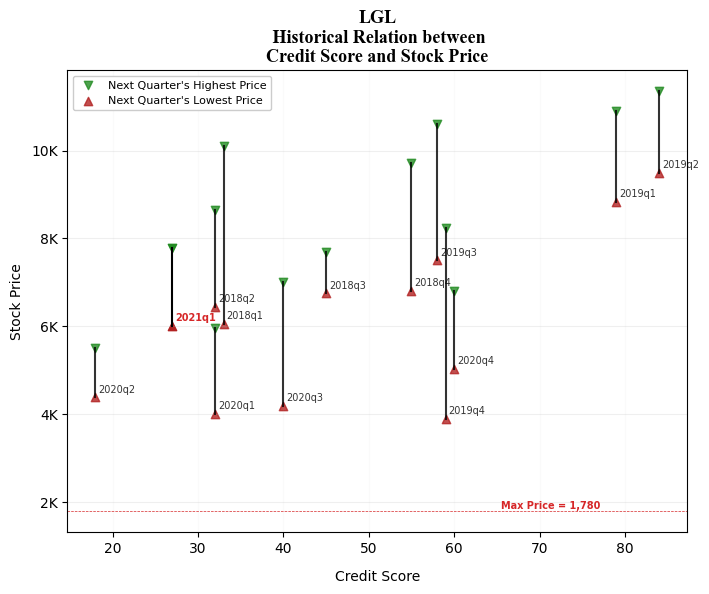 LGL
Historical Relation between
Credit Score and Stock Price
Next Quarter's Highest Price
Next Quarter's Lowest Price
10K
8K
6K
4K
2K
Stock Price
2019q2
2019q1
2019q3
2018q4
2018q3
2018q2
2018q1
2021q1
2020q4
2020q2
2020q3
2020q1
2019q4
Max Price = 1,780
20
30
40
50
60
70
80
Credit Score